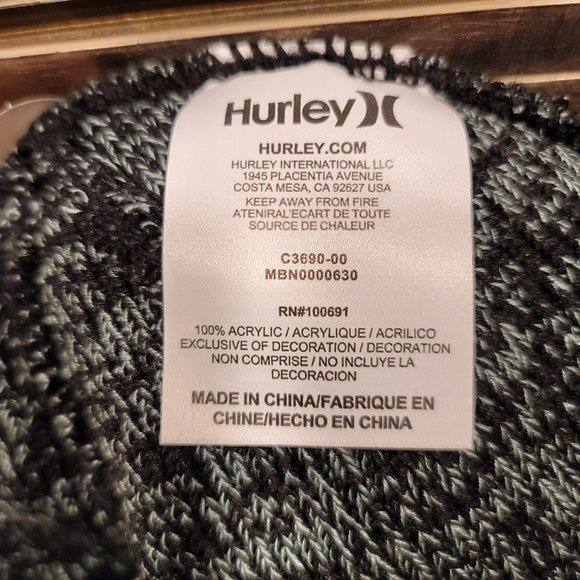 Hurley
HURLEY.COM
HURLEY INTERNATIONAL LLC
1945 PLACENTIA AVENUE
COSTA MESA, CA 92627 USA
KEEP AWAY FROM FIRE
ATENIRAL'ECART DE TOUTE
SOURCE DE CHALEUR
C3690-00
MBN0000630
RN#100691
100% ACRYLIC / ACRYLIQUE / ACRILICO
EXCLUSIVE OF DECORATION / DECORATION
NON COMPRISE / NO INCLUYE LA
DECORACION
MADE IN CHINA/FABRIQUE EN
CHINE/HECHO EN CHINA